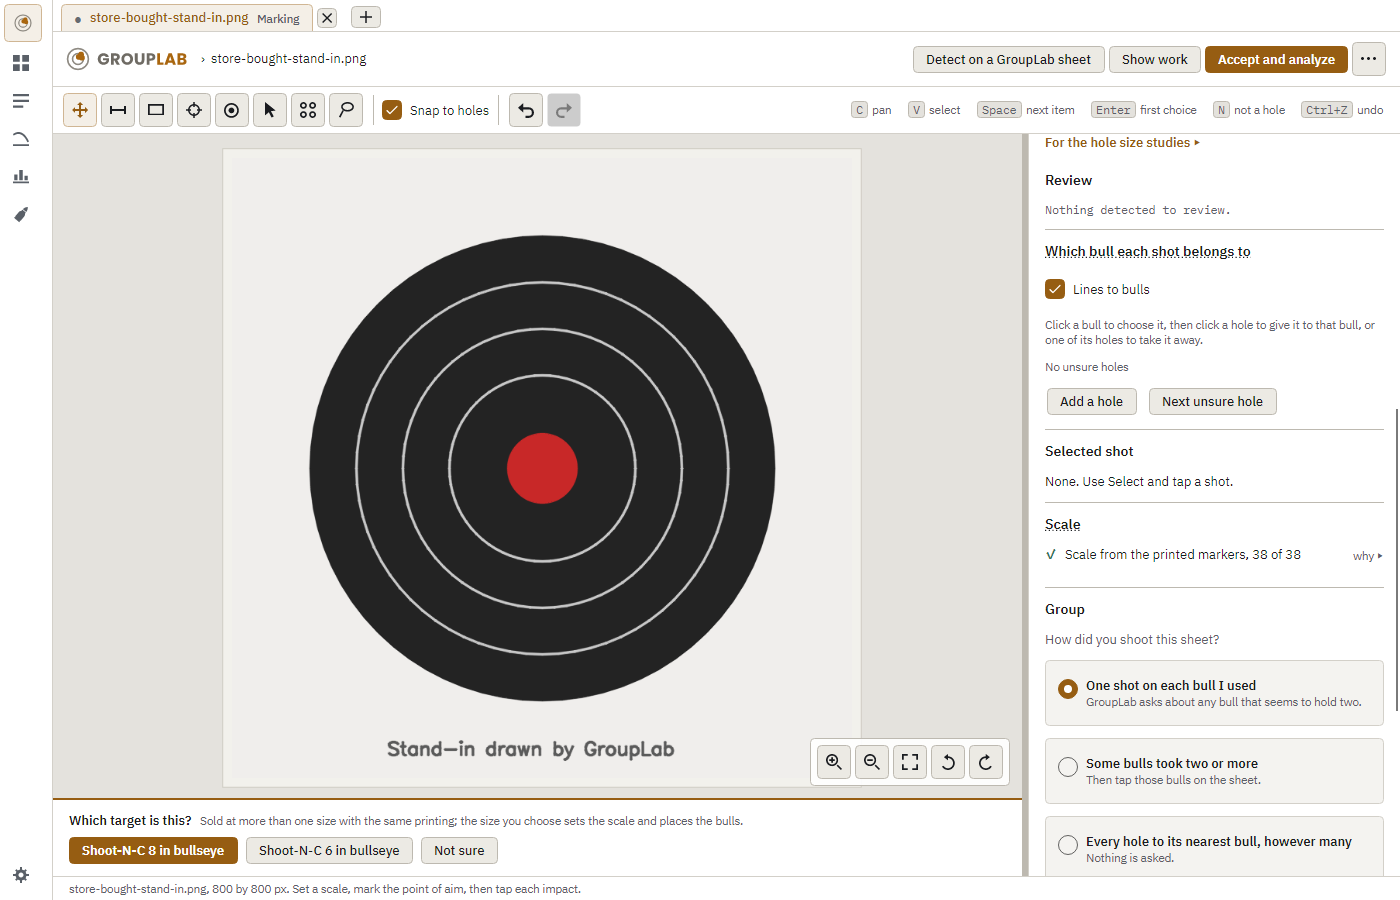 store-bought-stand-in.png Marking
GROUPLAB › store-bought-stand-in.png
Detect on a GroupLab sheet
Show work
Accept and analyze
Snap to holes
C pan
V select
Space next item
Enter first choice
N not a hole
Ctrl+Z undo
For the hole size studies ▸
Review
Nothing detected to review.
Which bull each shot belongs to
Lines to bulls
Click a bull to choose it, then click a hole to give it to that bull, or
one of its holes to take it away.
No unsure holes
Add a hole
Next unsure hole
Selected shot
None. Use Select and tap a shot.
Scale
√ Scale from the printed markers, 38 of 38
why ▸
Group
How did you shoot this sheet?
One shot on each bull I used
GroupLab asks about any bull that seems to hold two.
Some bulls took two or more
Then tap those bulls on the sheet.
Every hole to its nearest bull, however many
Nothing is asked.
Stand-in drawn by GroupLab
Which target is this? Sold at more than one size with the same printing; the size you choose sets the scale and places the bulls.
Shoot-N-C 8 in bullseye
Shoot-N-C 6 in bullseye
Not sure
store-bought-stand-in.png, 800 by 800 px. Set a scale, mark the point of aim, then tap each impact.